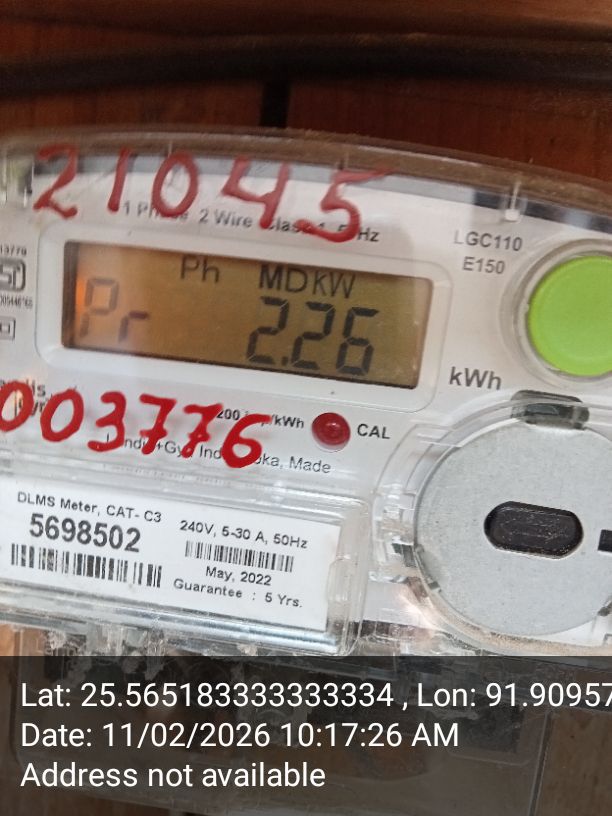 21045
1 Phase 2 Wire Class 1, 50Hz
LGC110
E150
Ph MDKW
Pr 2.26
kWh
003776
CAL
DLMS Meter, CAT- C3
5698502
240V, 5-30 A, 50Hz
May, 2022
Guarantee : 5 Yrs.
Lat: 25.565183333333334 , Lon: 91.90957
Date: 11/02/2026 10:17:26 AM
Address not available